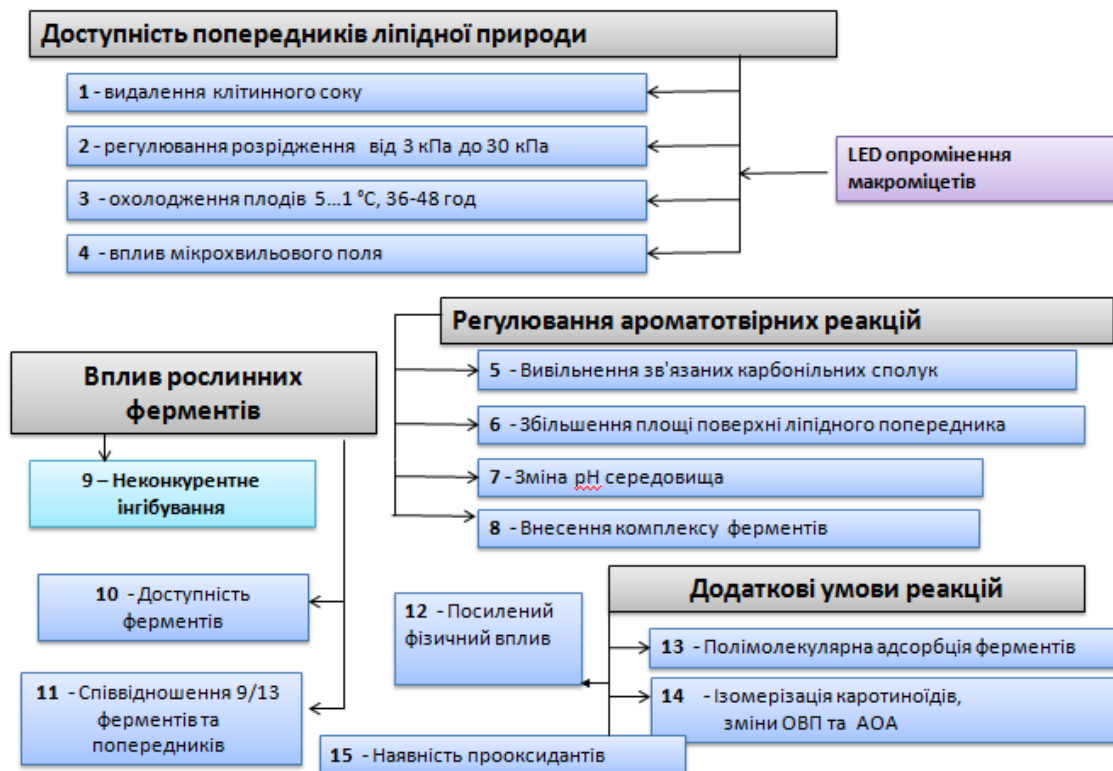 Доступність попередників ліпідної природи
1 - видалення клітинного соку
2 - регулювання розрідження від 3 кПа до 30 кПа
3 - охолодження плодів 5...1 °С, 36-48 год
4 - вплив мікрохвильового поля
LED опромінення
макроміцетів
Регулювання ароматотвірних реакцій
5 - Вивільнення зв'язаних карбонільних сполук
6 - Збільшення площі поверхні ліпідного попередника
7 - Зміна рН середовища
8 - Внесення комплексу ферментів
Вплив рослинних
ферментів
9 – Неконкурентне
інгібування
10 - Доступність
ферментів
11 - Співвідношення 9/13
ферментів та
попередників
Додаткові умови реакцій
12 - Посилений
фізичний вплив
13 - Полімолекулярна адсорбція ферментів
14 - Ізомерізація каротиноїдів,
зміни ОВП та АОА
15 - Наявність прооксидантів